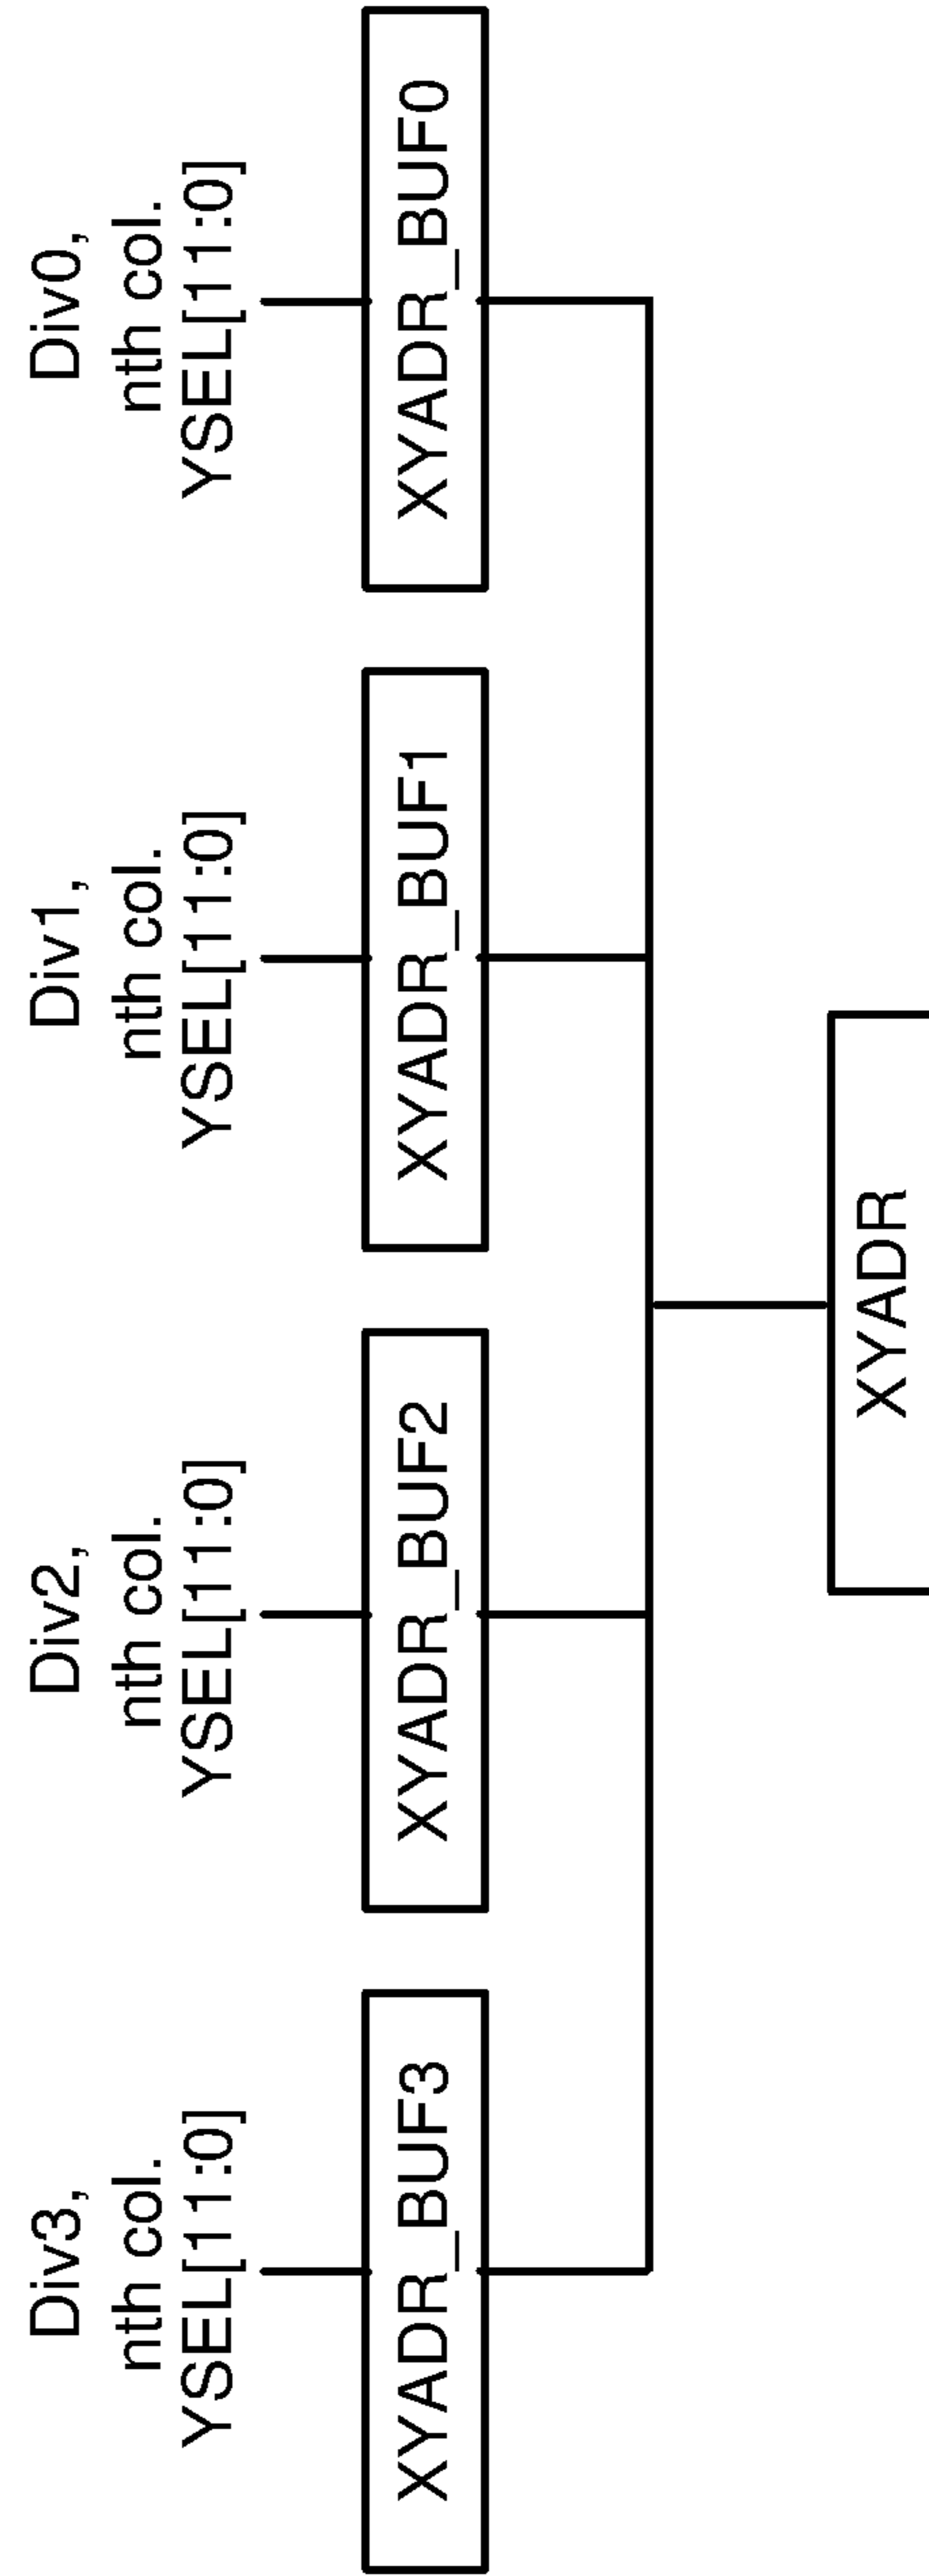 Div3,
nth col.
YSEL[11:0]
Div2,
nth col.
YSEL[11:0]
Div1,
nth col.
YSEL[11:0]
Div0,
nth col.
YSEL[11:0]
XYADR_BUF3
XYADR_BUF2
XYADR_BUF1
XYADR_BUF0
XYADR